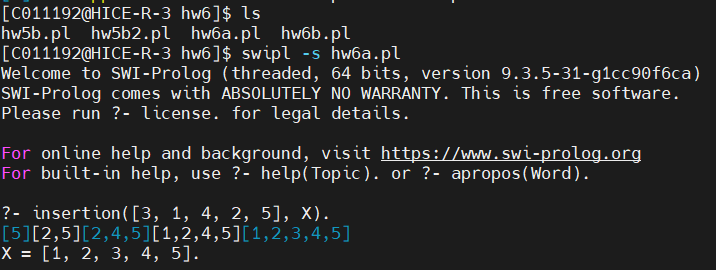 [C011192@HICE-R-3 hw6]$ ls
hw5b.pl  hw5b2.pl  hw6a.pl  hw6b.pl
[C011192@HICE-R-3 hw6]$ swipl -s hw6a.pl
Welcome to SWI-Prolog (threaded, 64 bits, version 9.3.5-31-g1cc90f6ca)
SWI-Prolog comes with ABSOLUTELY NO WARRANTY. This is free software.
Please run ?- license. for legal details.

For online help and background, visit https://www.swi-prolog.org
For built-in help, use ?- help(Topic). or ?- apropos(Word).

?- insertion([3, 1, 4, 2, 5], X).
[5][2,5][2,4,5][1,2,4,5][1,2,3,4,5]
X = [1, 2, 3, 4, 5].